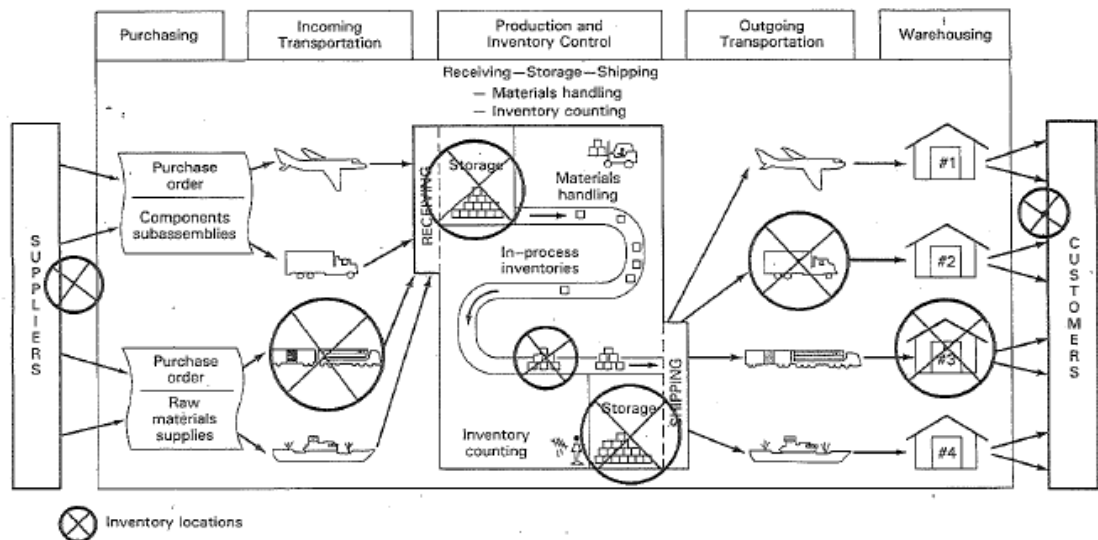 Purchasing
Incoming
Transportation
Production and
Inventory Control
Outgoing
Transportation
Warehousing
Receiving—Storage—Shipping
— Materials handling
— Inventory counting
SUPPLIERS
Purchase
order
Components
subassemblies
Purchase
order
Raw
materials
supplies
RECEIVING
Storage
Materials
handling
In-process
inventories
Inventory
counting
Storage
SHIPPING
#1
#2
#3
#4
CUSTOMERS
Inventory locations